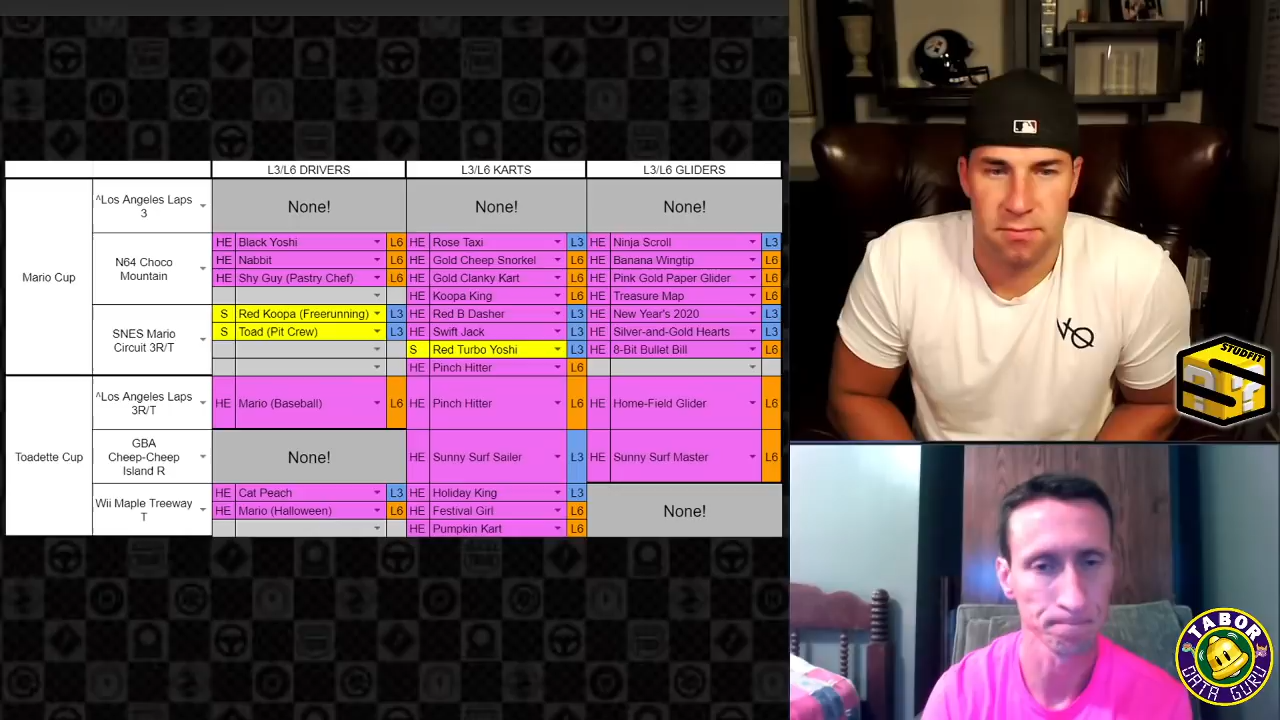 L3/L6 DRIVERS L3/L6 KARTS L3/L6 GLIDERS
Mario Cup
^Los Angeles Laps
3
None! None! None!
N64 Choco
Mountain
HE Black Yoshi L6 HE Rose Taxi L3 HE Ninja Scroll L3
HE Nabbit L6 HE Gold Cheep Snorkel L6 HE Banana Wingtip L6
HE Shy Guy (Pastry Chef) L6 HE Gold Clanky Kart L6 HE Pink Gold Paper Glider L6
HE Koopa King L6 HE Treasure Map L6
SNES Mario
Circuit 3R/T
S Red Koopa (Freerunning) L3 HE Red B Dasher L3 HE New Year's 2020 L3
S Toad (Pit Crew) L3 HE Swift Jack L3 HE Silver-and-Gold Hearts L3
S Red Turbo Yoshi L3 HE 8-Bit Bullet Bill L6
HE Pinch Hitter L6
Toadette Cup
^Los Angeles Laps
3R/T
HE Mario (Baseball) L6 HE Pinch Hitter L6 HE Home-Field Glider L6
GBA
Cheep-Cheep
Island R
None! HE Sunny Surf Sailer L3 HE Sunny Surf Master L6
Wii Maple Treeway
T
HE Cat Peach L3 HE Holiday King L3
HE Mario (Halloween) L6 HE Festival Girl L6 None!
HE Pumpkin Kart L6
STUDFIT
TABOR
DATA GURU